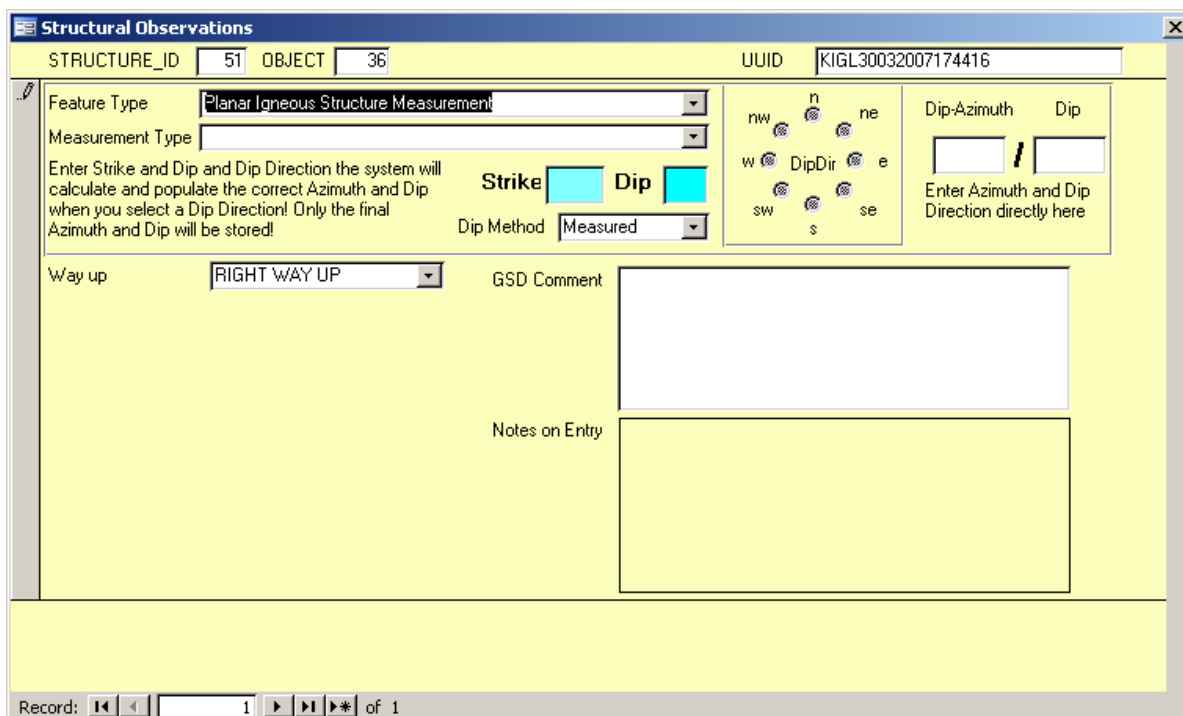 Structural Observations
STRUCTURE_ID 51 OBJECT 36 UUID KIGL30032007174416
Feature Type Planar Igneous Structure Measurement
Measurement Type
Enter Strike and Dip and Dip Direction the system will
calculate and populate the correct Azimuth and Dip
when you select a Dip Direction! Only the final
Azimuth and Dip will be stored!
Strike Dip
Dip Method Measured
n
nw ne
w DipDir e
sw se
s
Dip-Azimuth Dip
/
Enter Azimuth and Dip
Direction directly here
Way up RIGHT WAY UP GSD Comment
Notes on Entry
Record: 1 of 1